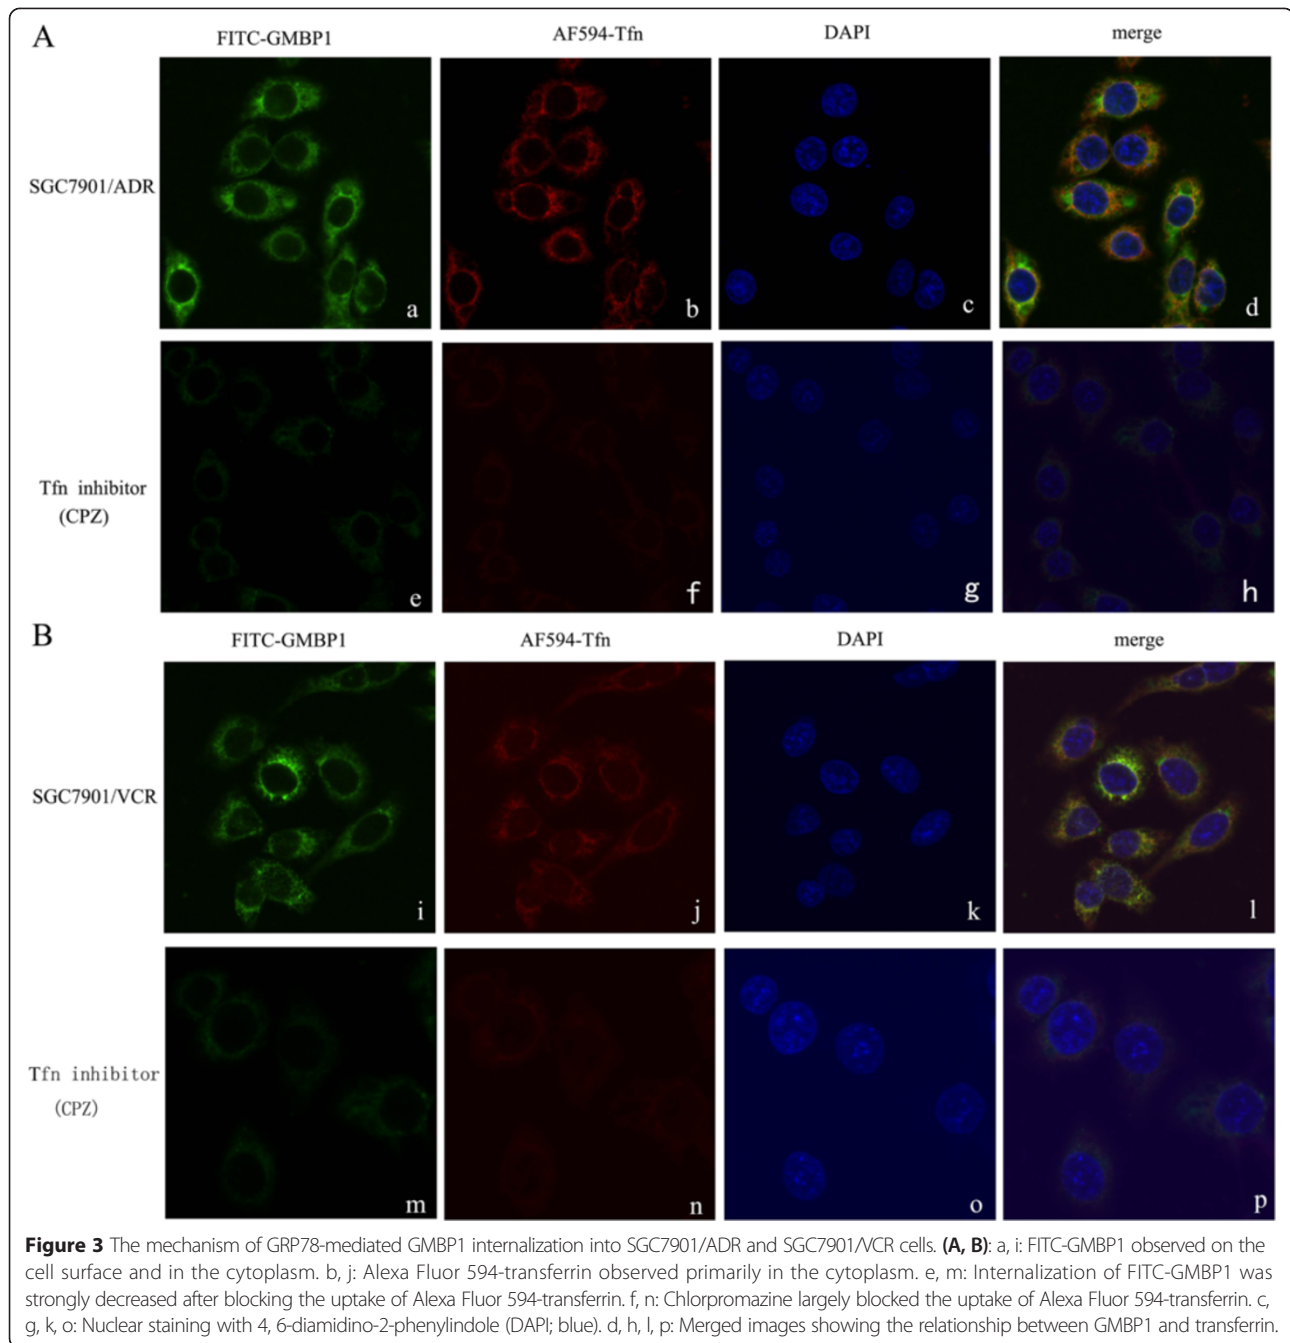 A
FITC-GMBP1 AF594-Tfn DAPI merge
SGC7901/ADR
a b c d
Tfn inhibitor
(CPZ)
e f g h
B
FITC-GMBP1 AF594-Tfn DAPI merge
SGC7901/VCR
i j k l
Tfn inhibitor
(CPZ)
m n o p
Figure 3 The mechanism of GRP78-mediated GMBP1 internalization into SGC7901/ADR and SGC7901/VCR cells. (A, B): a, i: FITC-GMBP1 observed on the
cell surface and in the cytoplasm. b, j: Alexa Fluor 594-transferrin observed primarily in the cytoplasm. e, m: Internalization of FITC-GMBP1 was
strongly decreased after blocking the uptake of Alexa Fluor 594-transferrin. f, n: Chlorpromazine largely blocked the uptake of Alexa Fluor 594-transferrin. c,
g, k, o: Nuclear staining with 4, 6-diamidino-2-phenylindole (DAPI; blue). d, h, l, p: Merged images showing the relationship between GMBP1 and transferrin.